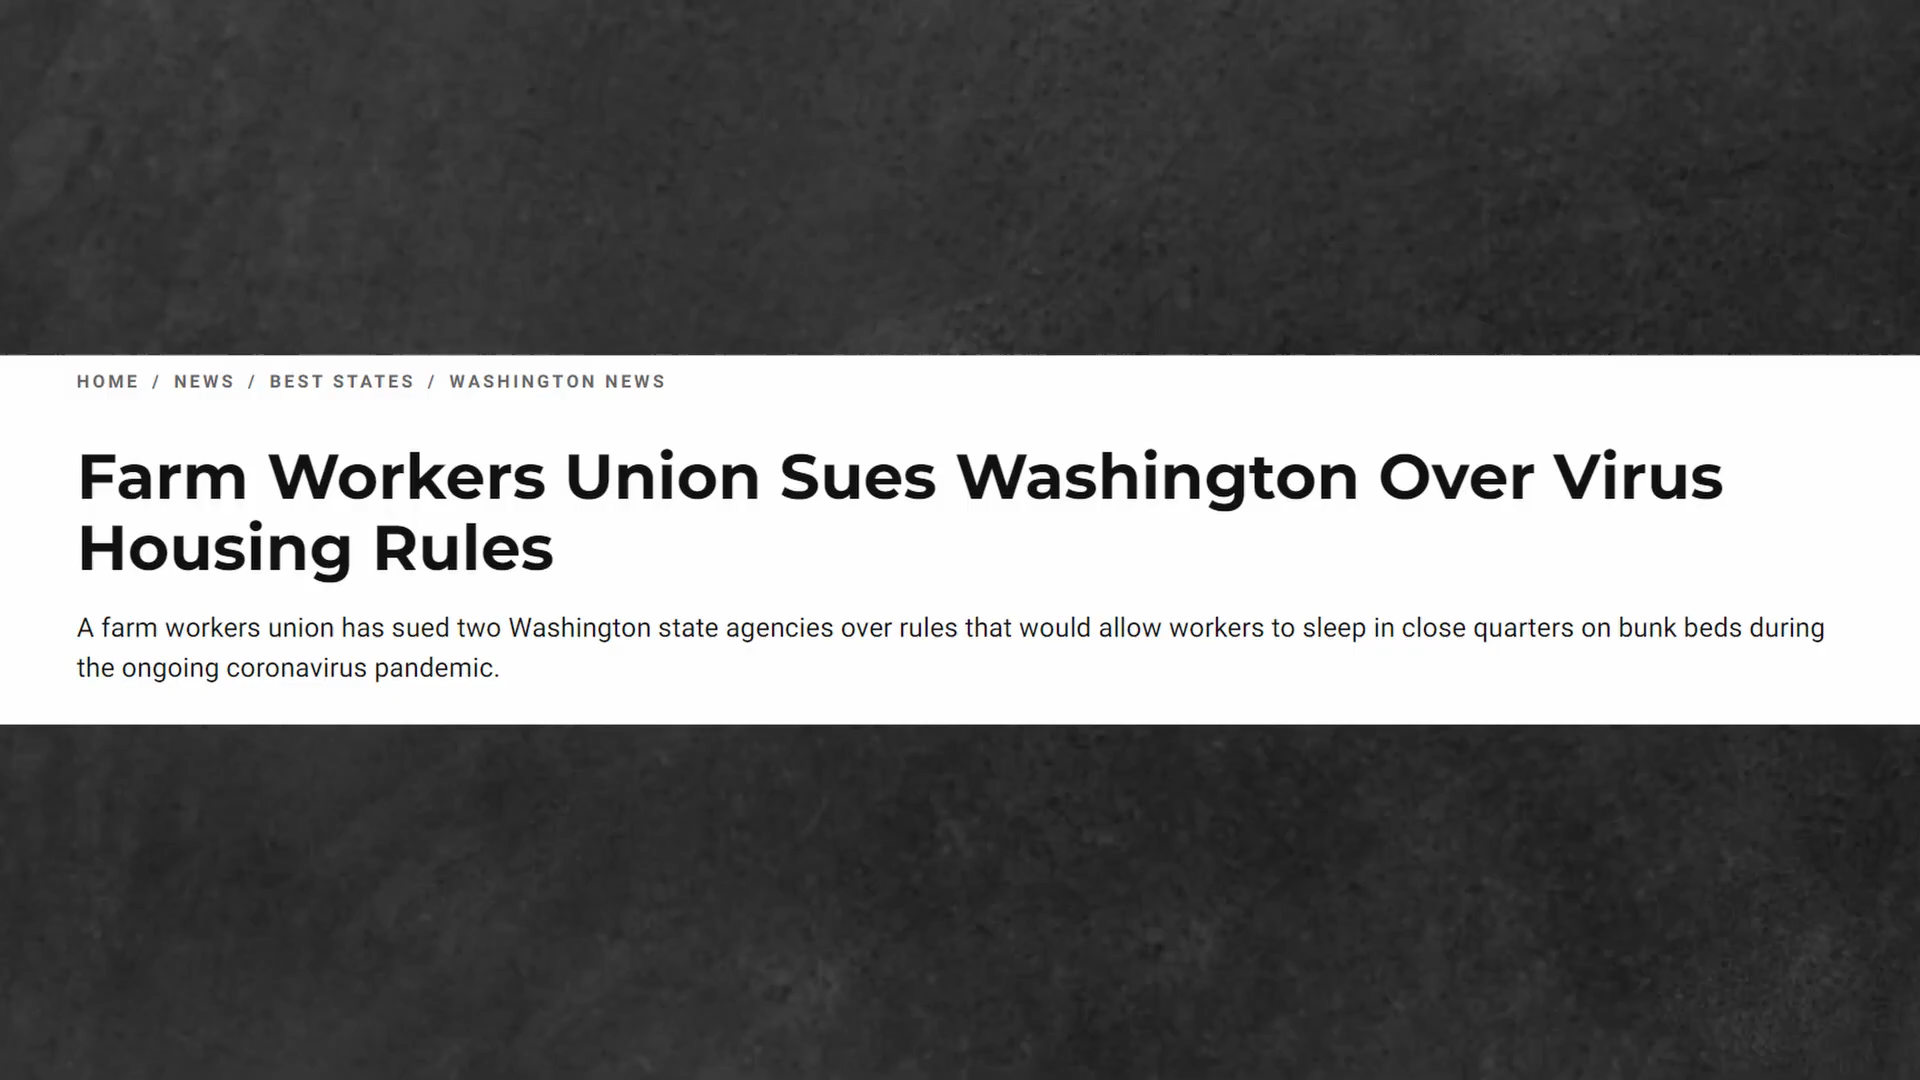 HOME / NEWS / BEST STATES / WASHINGTON NEWS
Farm Workers Union Sues Washington Over Virus
Housing Rules
A farm workers union has sued two Washington state agencies over rules that would allow workers to sleep in close quarters on bunk beds during
the ongoing coronavirus pandemic.